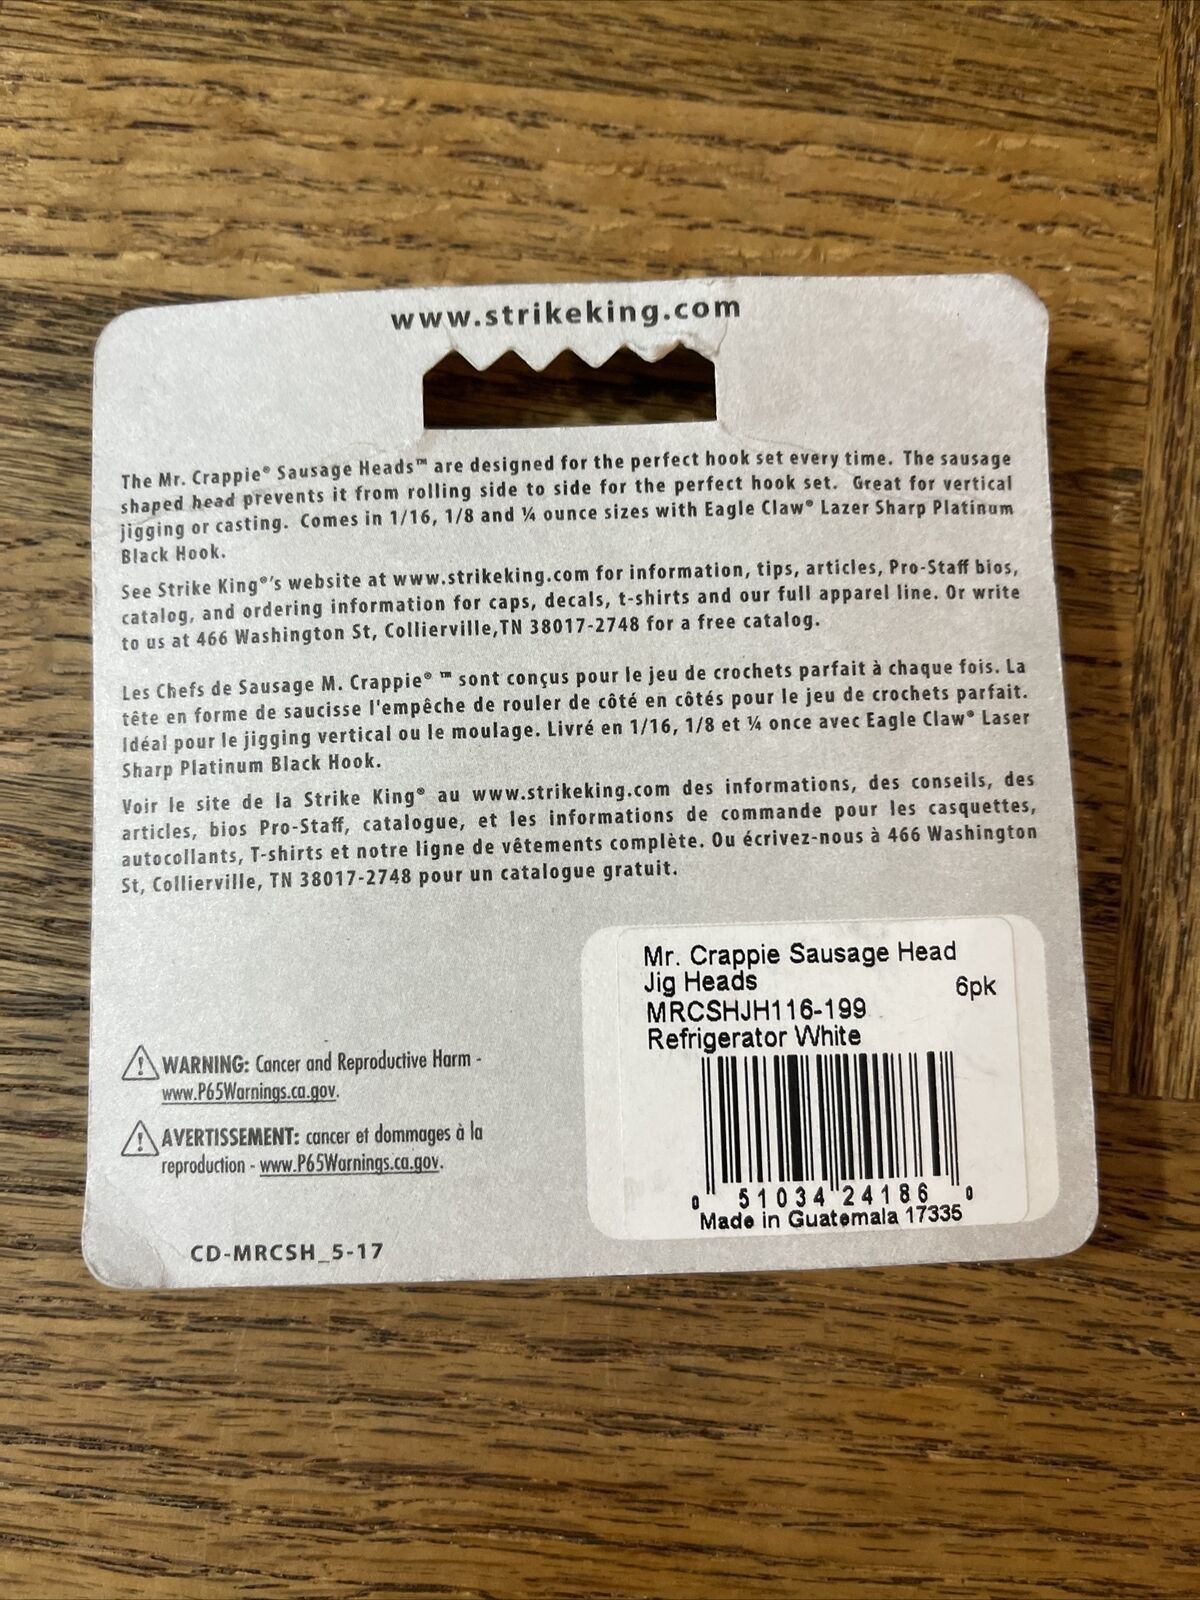 www.strikeking.com
The Mr. Crappie® Sausage Heads™ are designed for the perfect hook set every time. The sausage
shaped head prevents it from rolling side to side for the perfect hook set. Great for vertical
jigging or casting. Comes in 1/16, 1/8 and ¼ ounce sizes with Eagle Claw® Lazer Sharp Platinum
Black Hook.
See Strike King®'s website at www.strikeking.com for information, tips, articles, Pro-Staff bios,
catalog, and ordering information for caps, decals, t-shirts and our full apparel line. Or write
to us at 466 Washington St, Collierville,TN 38017-2748 for a free catalog.
Les Chefs de Sausage M. Crappie® ™ sont conçus pour le jeu de crochets parfait à chaque fois. La
tête en forme de saucisse l'empêche de rouler de côté en côtés pour le jeu de crochets parfait.
Idéal pour le jigging vertical ou le moulage. Livré en 1/16, 1/8 et ¼ once avec Eagle Claw® Laser
Sharp Platinum Black Hook.
Voir le site de la Strike King® au www.strikeking.com des informations, des conseils, des
articles, bios Pro-Staff, catalogue, et les informations de commande pour les casquettes,
autocollants, T-shirts et notre ligne de vêtements complète. Ou écrivez-nous à 466 Washington
St, Collierville, TN 38017-2748 pour un catalogue gratuit.
WARNING: Cancer and Reproductive Harm -
www.P65Warnings.ca.gov.
AVERTISSEMENT: cancer et dommages à la
reproduction - www.P65Warnings.ca.gov.
CD-MRCSH_5-17
Mr. Crappie Sausage Head
Jig Heads 6pk
MRCSHJH116-199
Refrigerator White
0 51034 24186 0
Made in Guatemala 17335